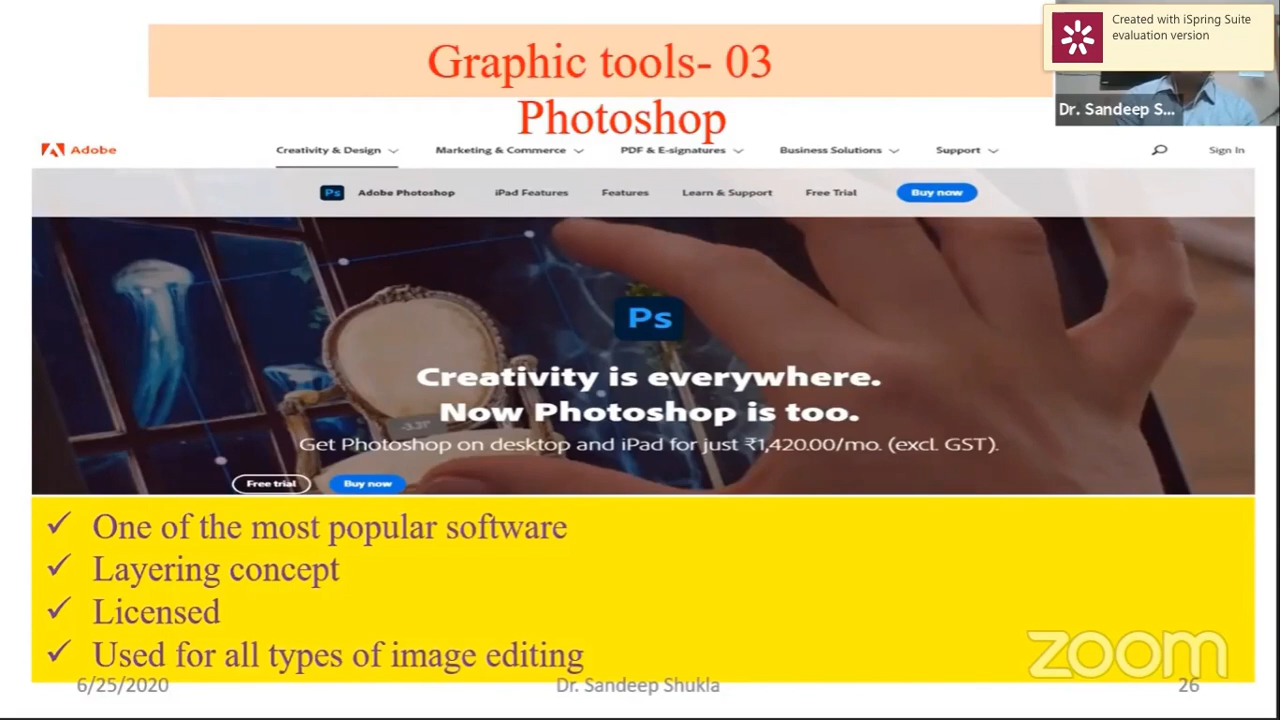 Graphic tools- 03
Created with iSpring Suite
evaluation version
Dr. Sandeep S...
Photoshop
Adobe
Creativity & Design
Marketing & Commerce
PDF & E-signatures
Business Solutions
Support
Sign In
Ps
Adobe Photoshop
iPad Features
Features
Learn & Support
Free Trial
Buy now
Ps
Creativity is everywhere.
Now Photoshop is too.
Get Photoshop on desktop and iPad for just ₹1,420.00/mo. (excl. GST).
Free trial
Buy now
✓ One of the most popular software
✓ Layering concept
✓ Licensed
✓ Used for all types of image editing
zoom
6/25/2020
Dr. Sandeep Shukla
26